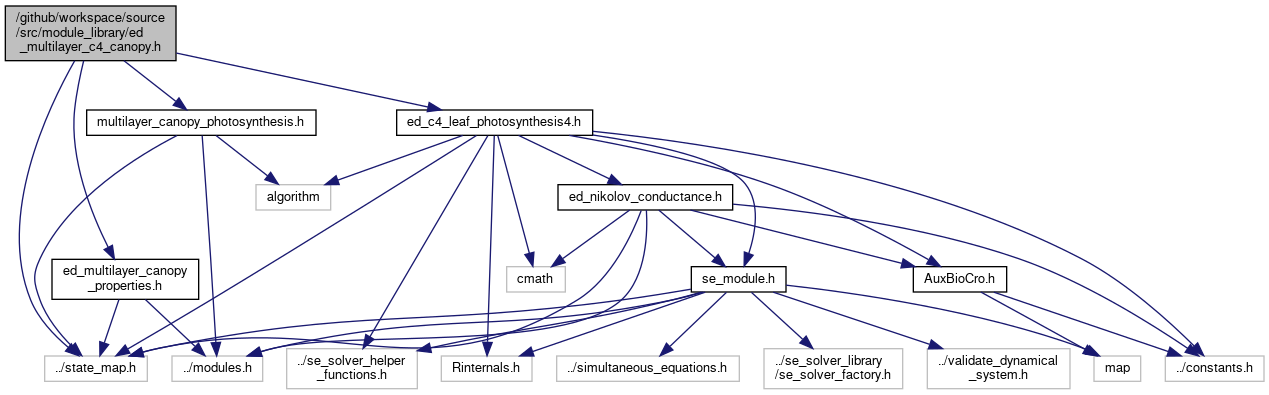 /github/workspace/source
/src/module_library/ed
_multilayer_c4_canopy.h
multilayer_canopy_photosynthesis.h
ed_c4_leaf_photosynthesis4.h
algorithm
ed_nikolov_conductance.h
ed_multilayer_canopy
_properties.h
cmath
se_module.h
AuxBioCro.h
../state_map.h
../modules.h
../se_solver_helper
_functions.h
Rinternals.h
../simultaneous_equations.h
../se_solver_library
/se_solver_factory.h
../validate_dynamical
_system.h
map
../constants.h